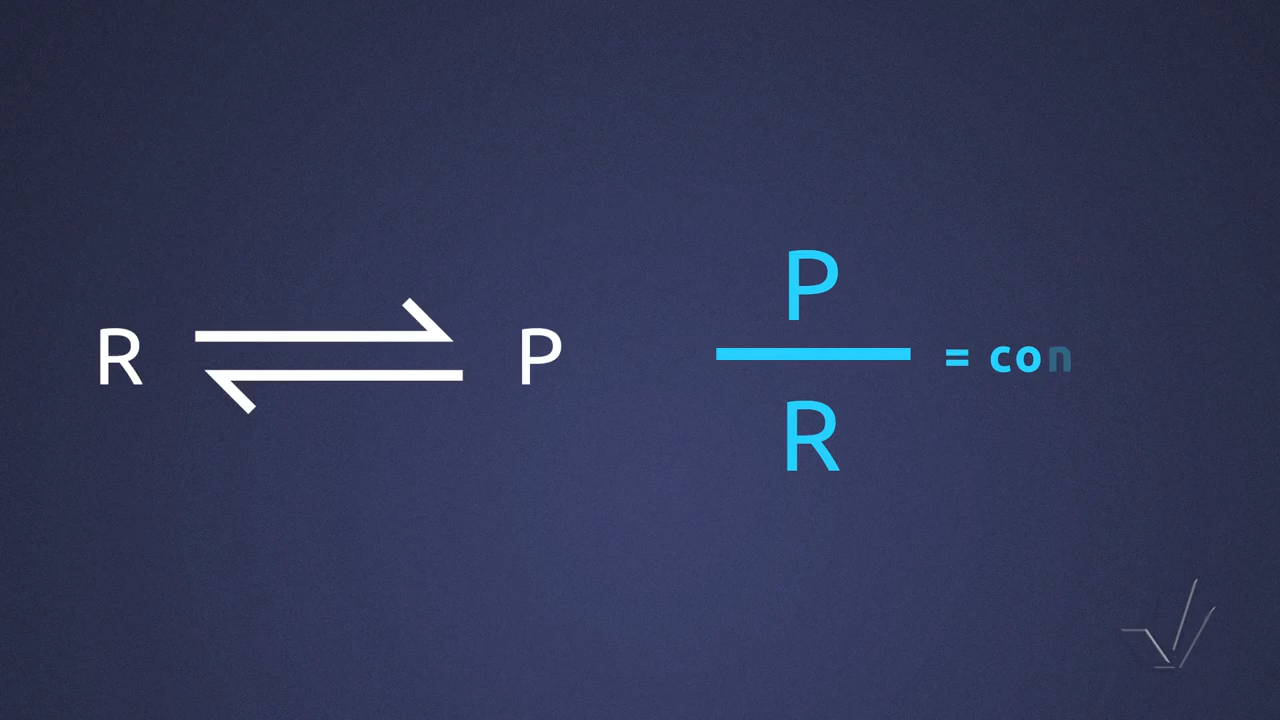 R ⇌ P
P
R
= con